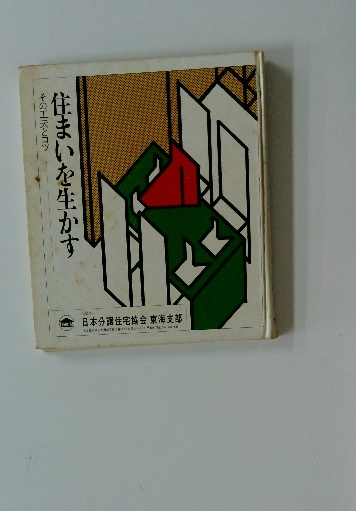 住まいを生かす
その工夫とコツ
日本分譲住宅協会 東海支部